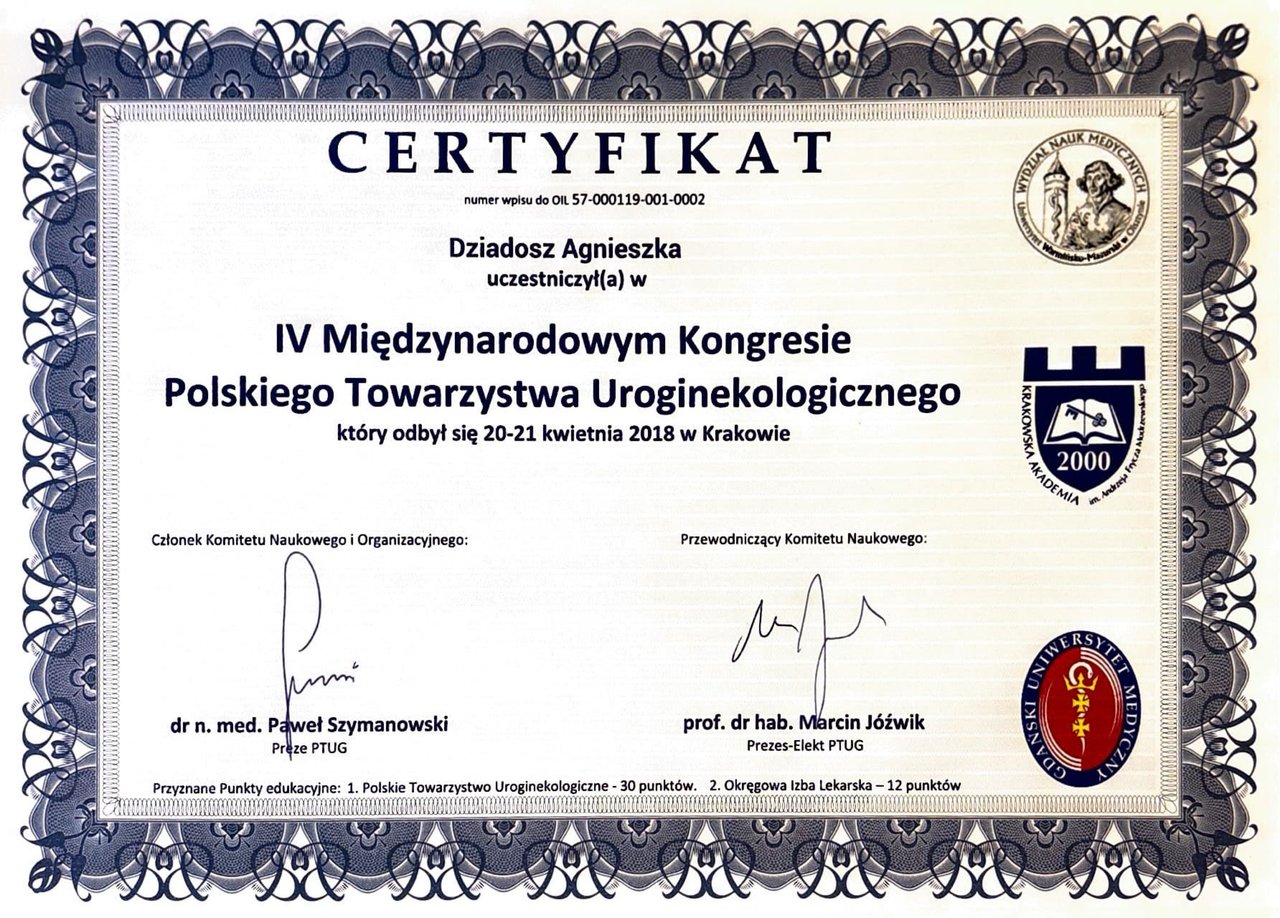 CERTYFIKAT
numer wpisu do OIL 57-000119-001-0002
Dziadosz Agnieszka
uczestniczył(a) w
IV Międzynarodowym Kongresie
Polskiego Towarzystwa Uroginekologicznego
który odbył się 20-21 kwietnia 2018 w Krakowie
WYDZIAŁ NAUK MEDYCZNYCH
Uniwersytet Warmińsko-Mazurski w Olsztynie
KRAKOWSKA AKADEMIA
im. Andrzeja Frycza Modrzewskiego
2000
Członek Komitetu Naukowego i Organizacyjnego:
Przewodniczący Komitetu Naukowego:
dr n. med. Paweł Szymanowski
Preze PTUG
prof. dr hab. Marcin Jóźwik
Prezes-Elekt PTUG
GDAŃSKI UNIWERSYTET MEDYCZNY
Przyznane Punkty edukacyjne: 1. Polskie Towarzystwo Uroginekologiczne - 30 punktów. 2. Okręgowa Izba Lekarska – 12 punktów